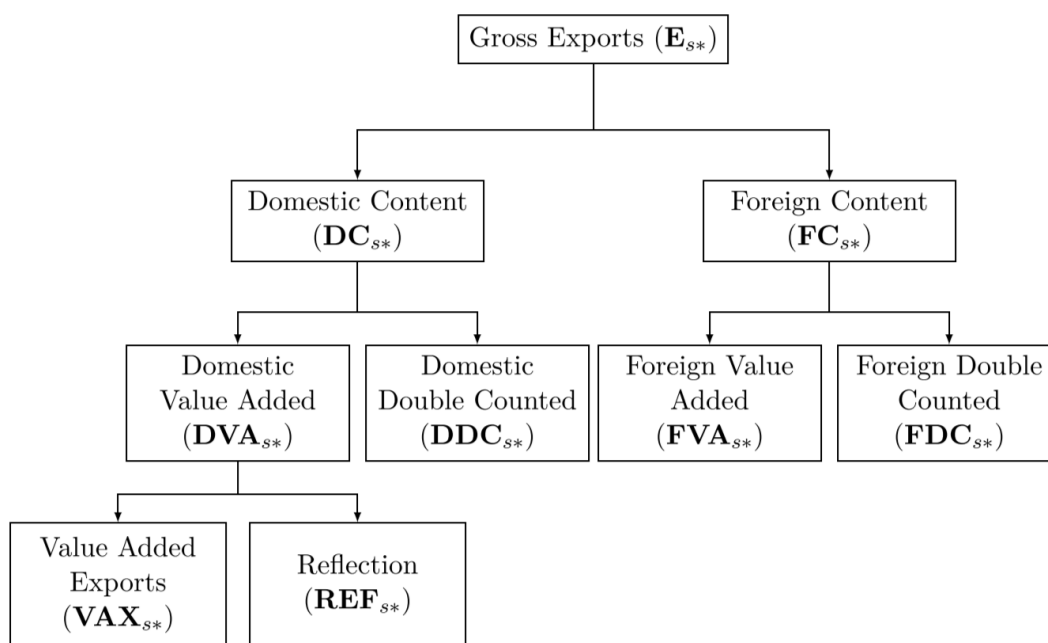 Gross Exports (E_{s*})
Domestic Content
(DC_{s*})
Foreign Content
(FC_{s*})
Domestic
Value Added
(DVA_{s*})
Domestic
Double Counted
(DDC_{s*})
Foreign Value
Added
(FVA_{s*})
Foreign Double
Counted
(FDC_{s*})
Value Added
Exports
(VAX_{s*})
Reflection
(REF_{s*})